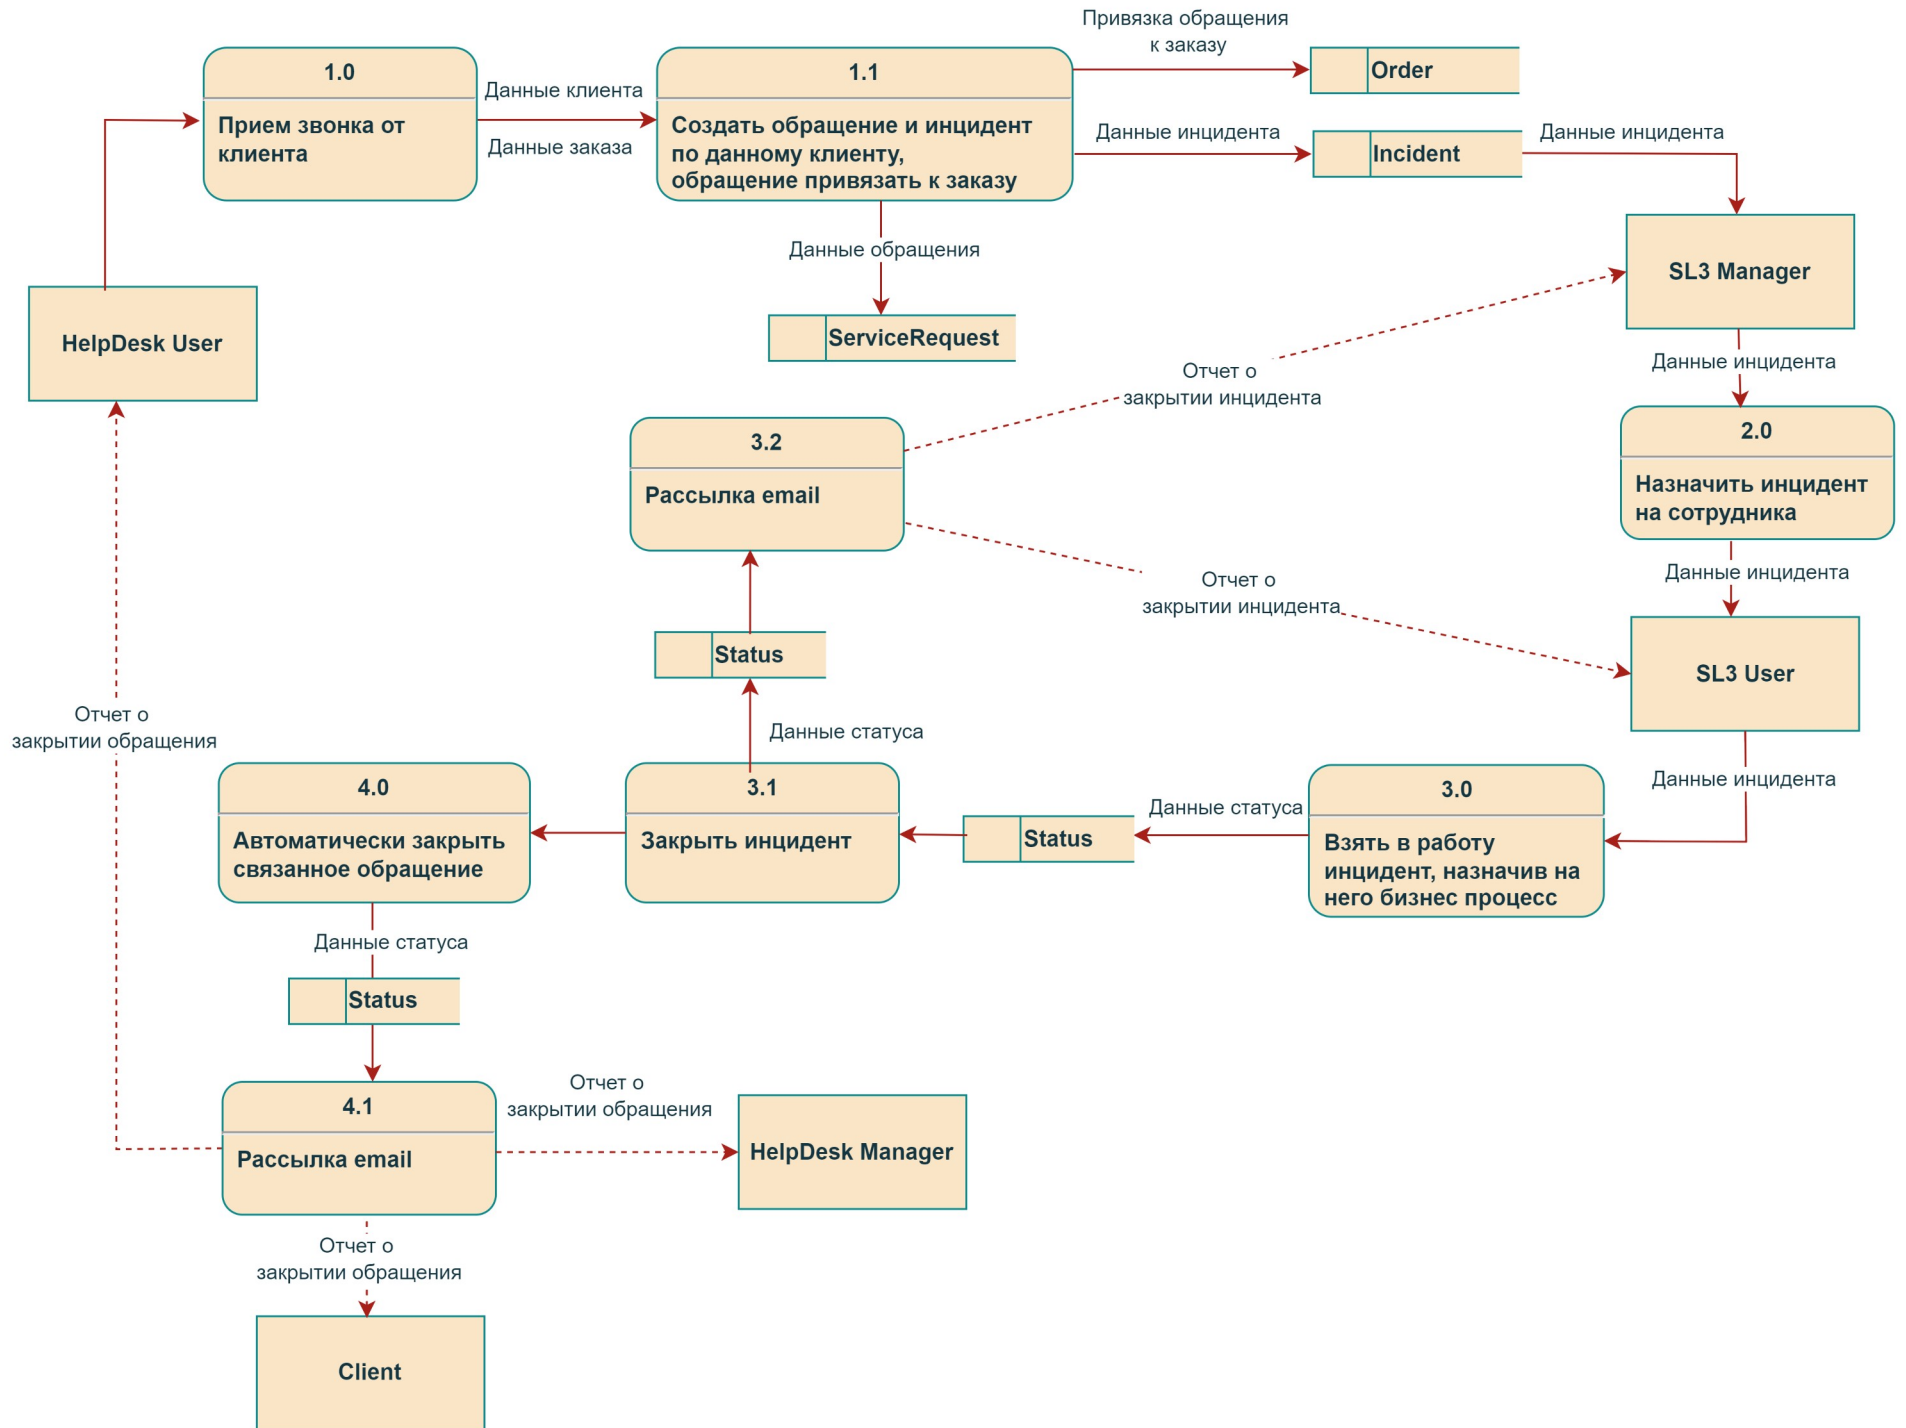 Привязка обращения
к заказу
1.0
Прием звонка от
клиента
Данные клиента
Данные заказа
1.1
Создать обращение и инцидент
по данному клиенту,
обращение привязать к заказу
Order
Данные инцидента
Incident
Данные инцидента
Данные обращения
ServiceRequest
HelpDesk User
SL3 Manager
Данные инцидента
Отчет о
закрытии инцидента
3.2
Рассылка email
2.0
Назначить инцидент
на сотрудника
Данные инцидента
Отчет о
закрытии инцидента
Status
SL3 User
Отчет о
закрытии обращения
Данные статуса
Данные инцидента
4.0
Автоматически закрыть
связанное обращение
3.1
Закрыть инцидент
Status
Данные статуса
3.0
Взять в работу
инцидент, назначив на
него бизнес процесс
Данные статуса
Status
4.1
Рассылка email
Отчет о
закрытии обращения
HelpDesk Manager
Отчет о
закрытии обращения
Client